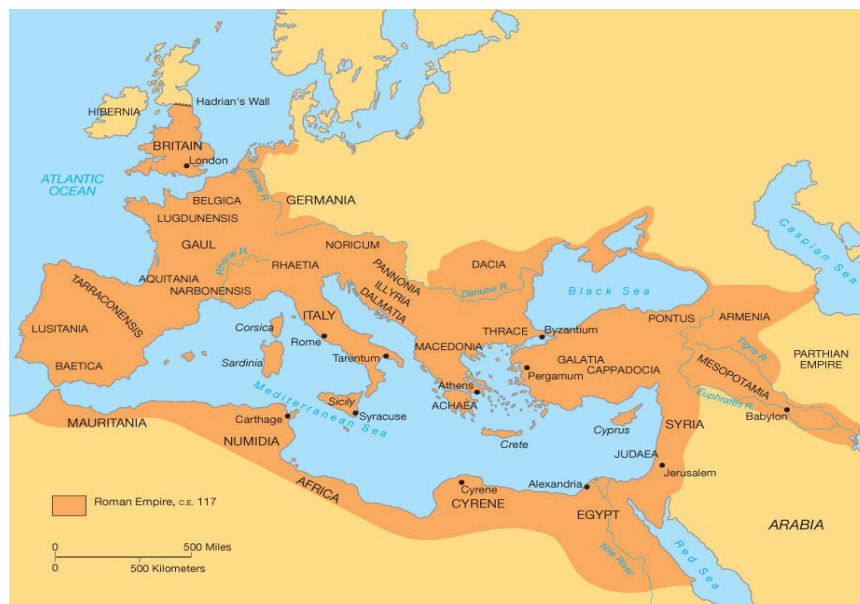 Hadrian's Wall
HIBERNIA
BRITAIN
London
ATLANTIC
OCEAN
Rhine R.
BELGICA
GERMANIA
LUGDUNENSIS
GAUL
NORICUM
Rhone R.
RHAETIA
AQUITANIA
NARBONENSIS
PANNONIA
ILLYRIA
DALMATIA
DACIA
Danube R.
Black Sea
Caspian Sea
TARRACONENSIS
LUSITANIA
BAETICA
Corsica
ITALY
Rome
Tarentum
Sardinia
MACEDONIA
THRACE
Byzantium
PONTUS
ARMENIA
Tigris R.
PARTHIAN
EMPIRE
GALATIA
Pergamum
CAPPADOCIA
MESOPOTAMIA
Euphrates R.
Babylon
Athens
ACHAEA
Mediterranean Sea
Sicily
Syracuse
Carthage
MAURITANIA
NUMIDIA
AFRICA
Crete
Cyprus
SYRIA
JUDAEA
Jerusalem
Cyrene
CYRENE
Alexandria
EGYPT
Nile River
Red Sea
ARABIA
Roman Empire, C.E. 117
0 500 Miles
0 500 Kilometers